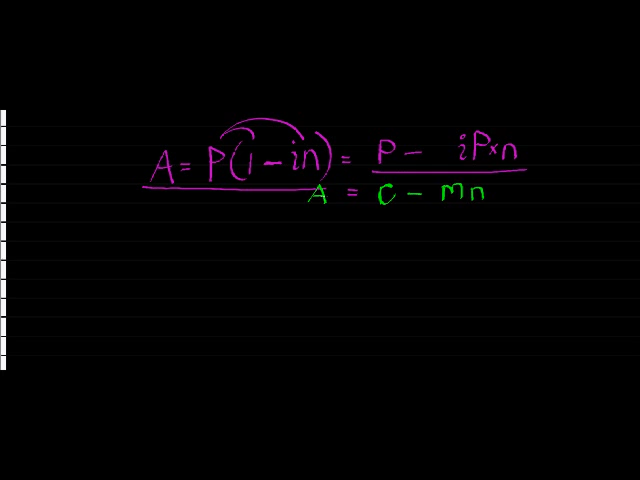 A = P(1 - in) = P - iP×n
A = C - mn